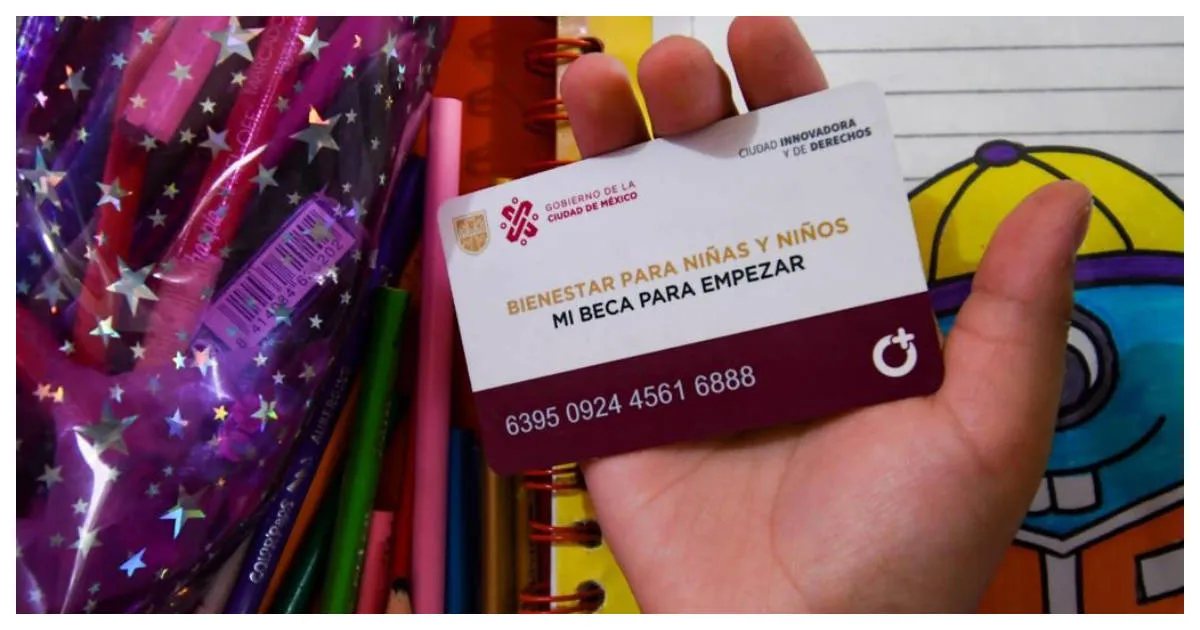 CIUDAD INNOVADORA
Y DE DERECHOS
GOBIERNO DE LA
CIUDAD DE MÉXICO
BIENESTAR PARA NIÑAS Y NIÑOS
MI BECA PARA EMPEZAR
6395 0924 4561 6888